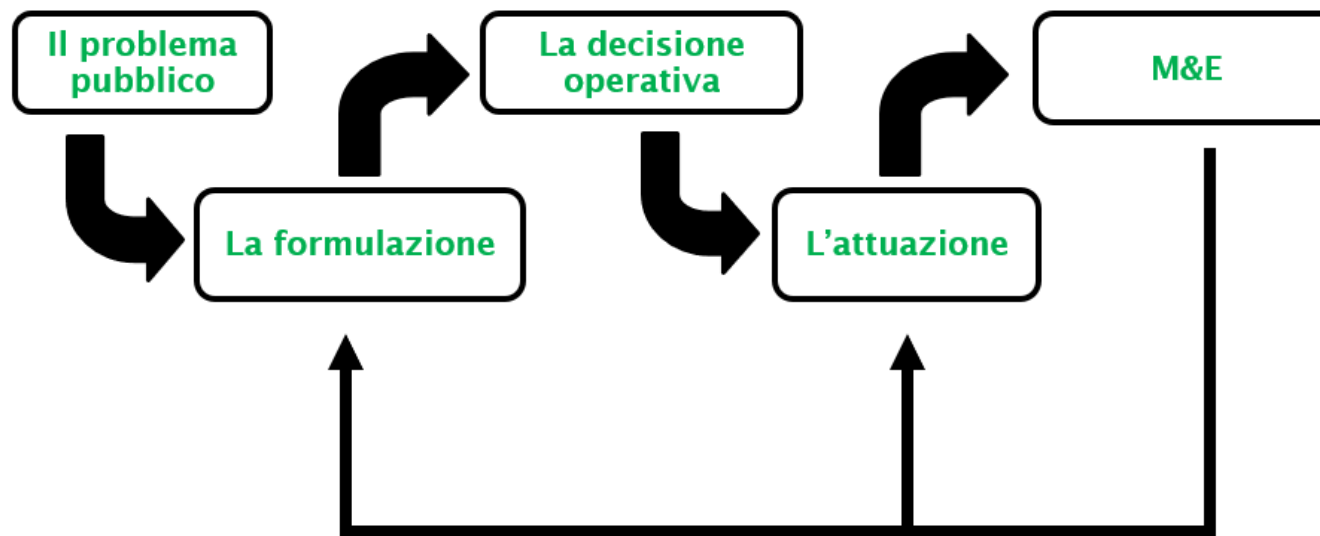 Il problema
pubblico
La formulazione
La decisione
operativa
L’attuazione
M&E